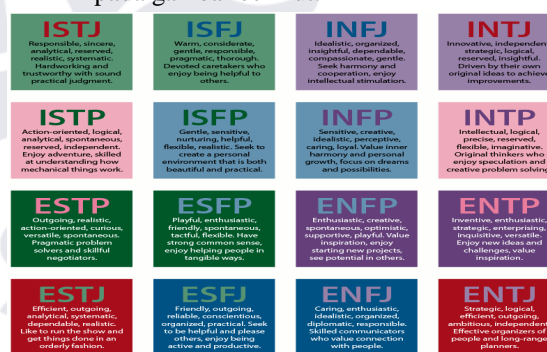 ISTJ
Responsible, sincere,
analytical, reserved,
realistic, systematic.
Hardworking and
trustworthy with sound
practical judgment.
ISFJ
Warm, considerate,
gentle, responsible,
pragmatic, thorough.
Devoted caretakers who
enjoy being helpful to
others.
INFJ
Idealistic, organized,
insightful, dependable,
compassionate, gentle.
Seek harmony and
cooperation, enjoy
intellectual stimulation.
INTJ
Innovative, independent,
strategic, logical,
reserved, insightful.
Driven by their own
original ideas to achieve
improvements.
ISTP
Action-oriented, logical,
analytical, spontaneous,
reserved, independent.
Enjoy adventure, skilled
at understanding how
mechanical things work.
ISFP
Gentle, sensitive,
nurturing, helpful,
flexible, realistic. Seek to
create a personal
environment that is both
beautiful and practical.
INFP
Sensitive, creative,
idealistic, perceptive,
caring, loyal. Value inner
harmony and personal
growth, focus on dreams
and possibilities.
INTP
Intellectual, logical,
precise, reserved,
flexible, imaginative.
Original thinkers who
enjoy speculation and
creative problem solving
ESTP
Outgoing, realistic,
action-oriented, curious,
versatile, spontaneous.
Pragmatic problem
solvers and skillful
negotiators.
ESFP
Playful, enthusiastic,
friendly, spontaneous,
tactful, flexible. Have
strong common sense,
enjoy helping people in
tangible ways.
ENFP
Enthusiastic, creative,
spontaneous, optimistic,
supportive, playful. Value
inspiration, enjoy
starting new projects,
see potential in others.
ENTP
Inventive, enthusiastic,
strategic, enterprising,
inquisitive, versatile.
Enjoy new ideas and
challenges, value
inspiration.
ESTJ
Efficient, outgoing,
analytical, systematic,
dependable, realistic.
Like to run the show and
get things done in an
orderly fashion.
ESFJ
Friendly, outgoing,
reliable, conscientious,
organized, practical. Seek
to be helpful and please
others, enjoy being
active and productive.
ENFJ
Caring, enthusiastic,
idealistic, organized,
diplomatic, responsible.
Skilled communicators
who value connection
with people.
ENTJ
Strategic, logical,
efficient, outgoing,
ambitious, independent.
Effective organizers of
people and long-range
planners.